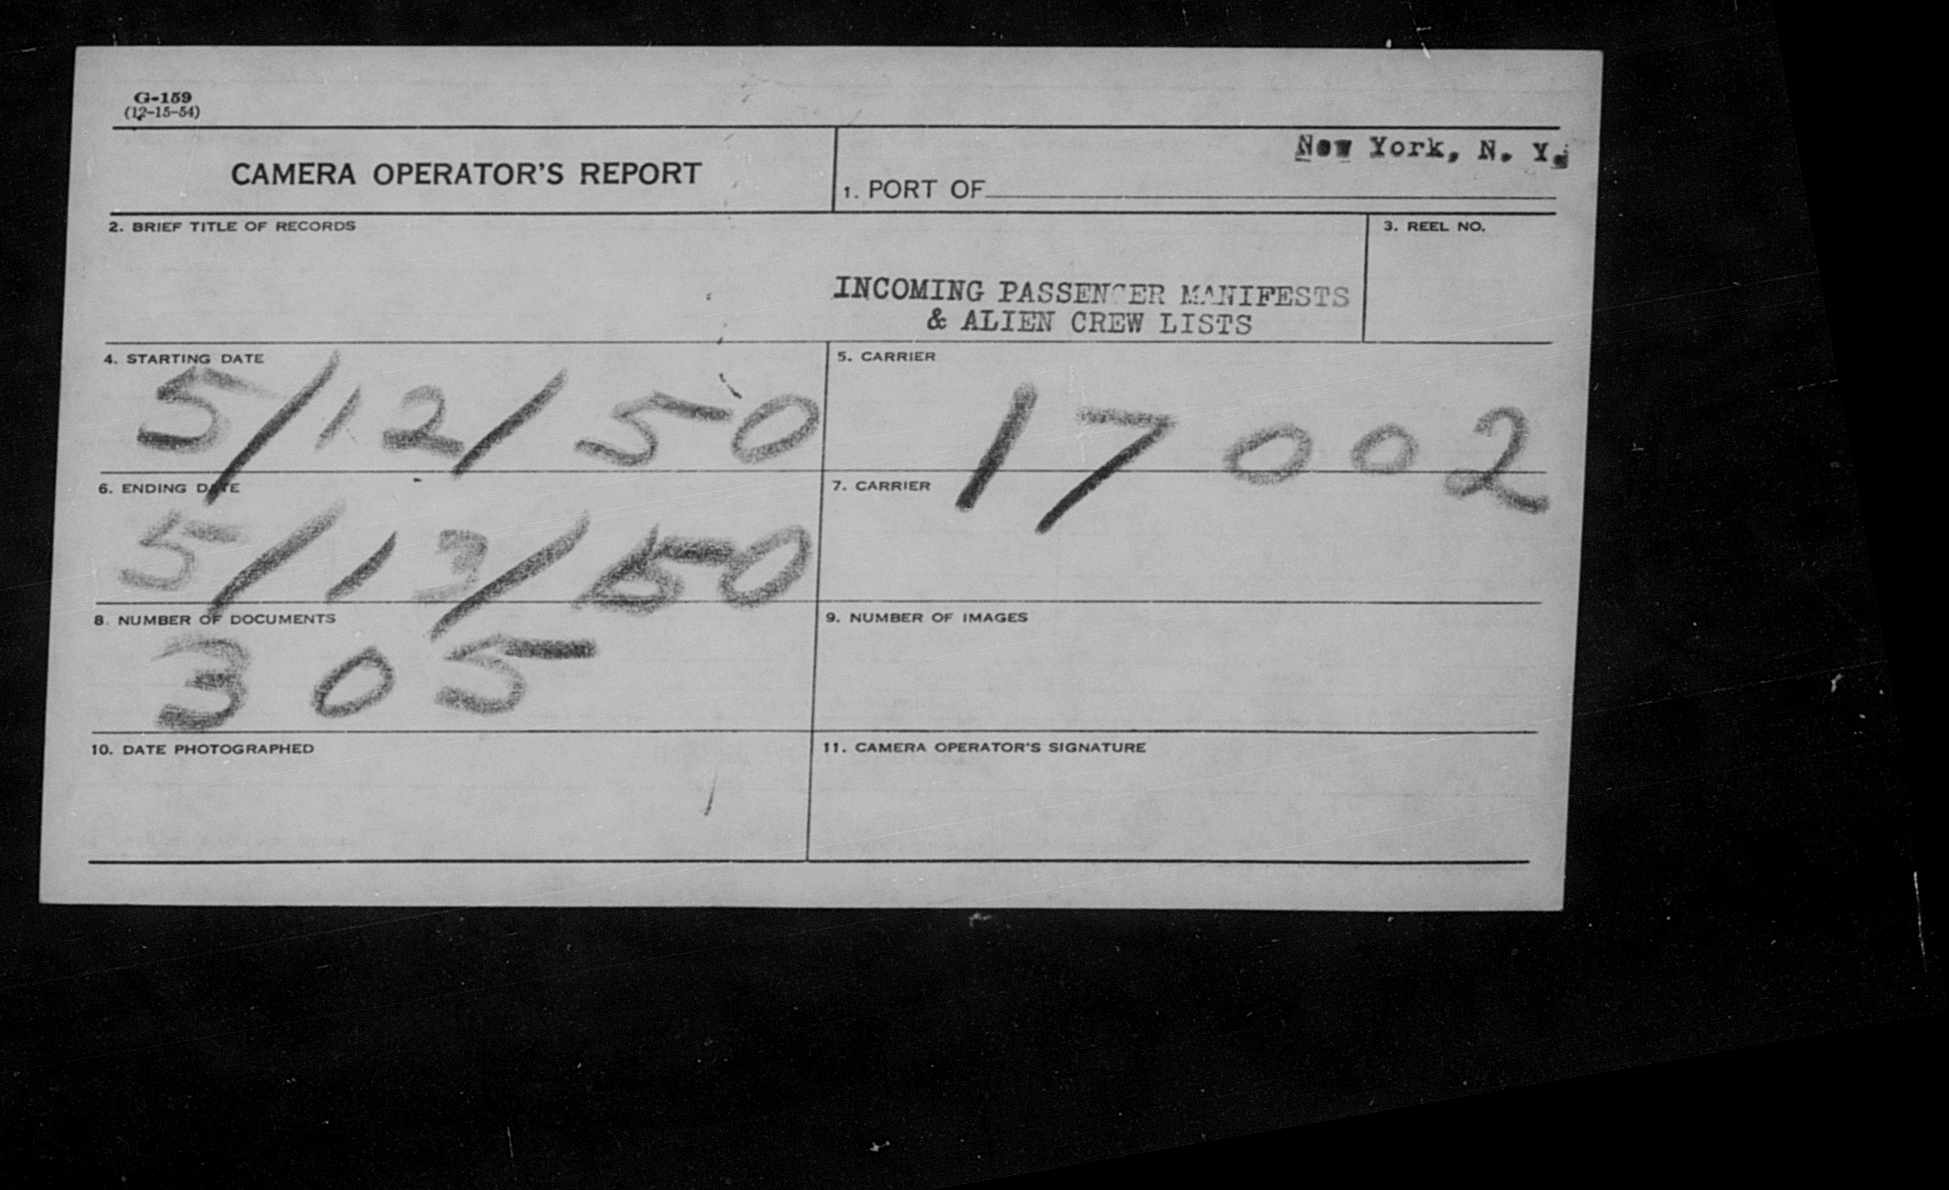 G-159
(12-15-54)
CAMERA OPERATOR'S REPORT
New York, N. Y.
1. PORT OF
2. BRIEF TITLE OF RECORDS
3. REEL NO.
INCOMING PASSENGER MANIFESTS
& ALIEN CREW LISTS
4. STARTING DATE
5/12/50
5. CARRIER
17002
6. ENDING DATE
5/13/50
7. CARRIER
8. NUMBER OF DOCUMENTS
305
9. NUMBER OF IMAGES
10. DATE PHOTOGRAPHED
11. CAMERA OPERATOR'S SIGNATURE